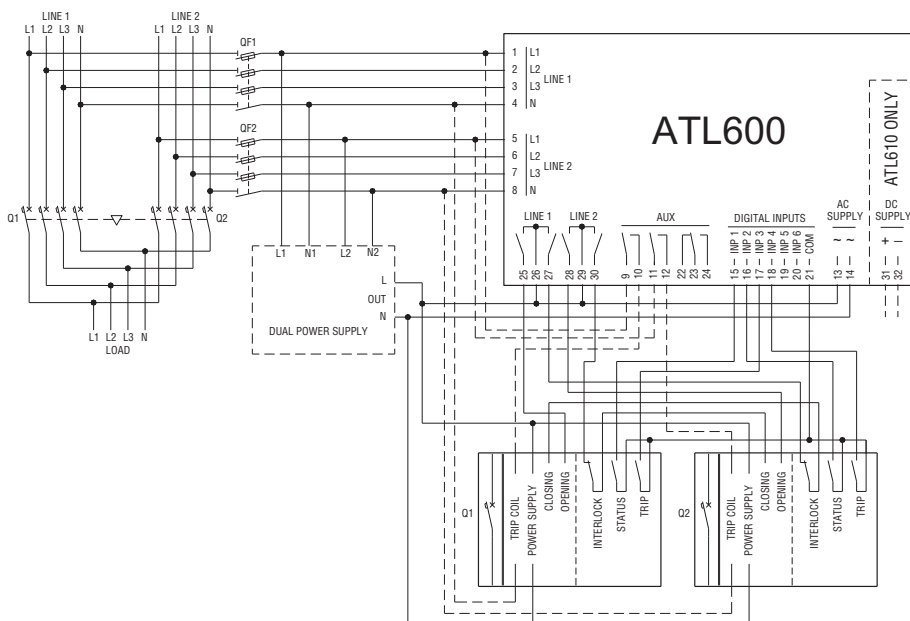 LINE 1 LINE 2
L1 L2 L3 N L1 L2 L3 N
QF1
1 L1
2 L2
3 L3
4 N
LINE 1
QF2
5 L1
6 L2
7 L3
8 N
LINE 2
ATL600
ATL610 ONLY
Q1 Q2
LINE 1 LINE 2 AUX DIGITAL INPUTS AC SUPPLY DC SUPPLY
INP 1 INP 2 INP 3 INP 4 INP 5 INP 6 COM ~ ~ + –
25 26 27 28 29 30 9 10 11 12 22 23 24 15 16 17 18 19 20 21 13 14 31 32
L1 N1 L2 N2
L
OUT
N
DUAL POWER SUPPLY
L1 L2 L3 N
LOAD
Q1
TRIP COIL
POWER SUPPLY
CLOSING
OPENING
INTERLOCK
STATUS
TRIP
Q2
TRIP COIL
POWER SUPPLY
CLOSING
OPENING
INTERLOCK
STATUS
TRIP